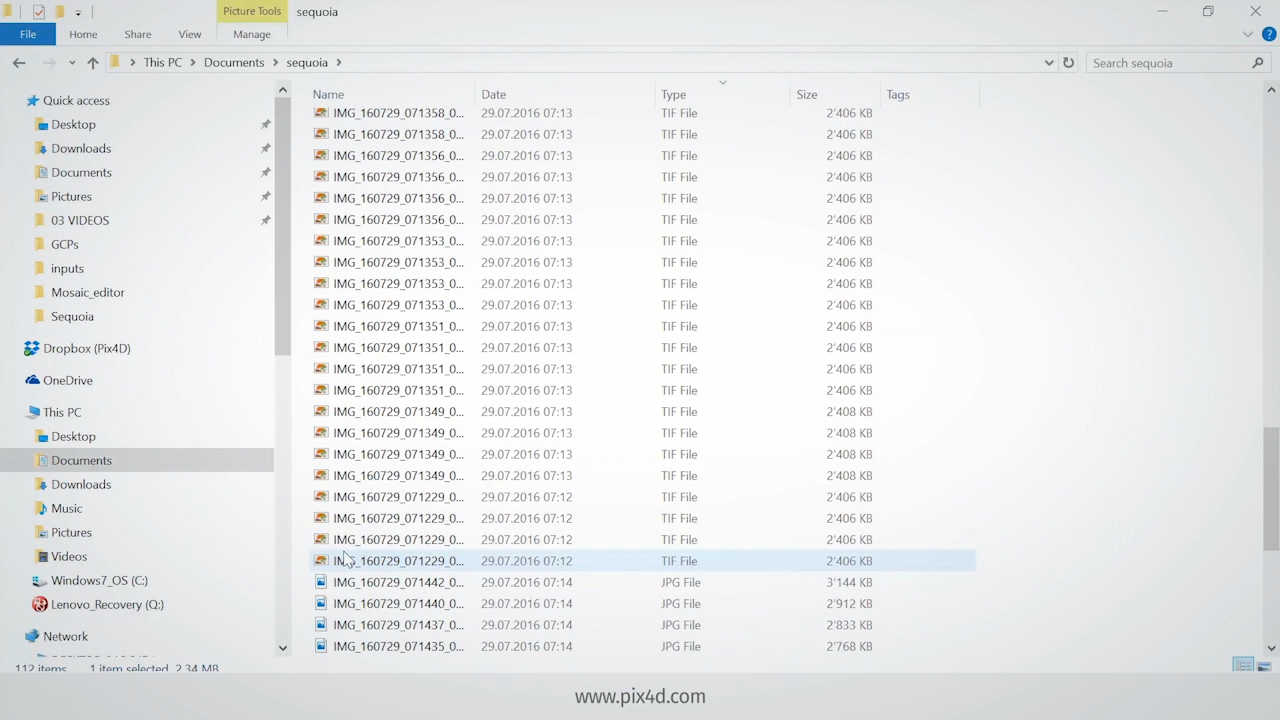 Picture Tools
sequoia
File
Home
Share
View
Manage
This PC
Documents
sequoia
Search sequoia
Name
Date
Type
Size
Tags
Quick access
Desktop
Downloads
Documents
Pictures
03 VIDEOS
GCPs
inputs
Mosaic_editor
Sequoia
Dropbox (Pix4D)
OneDrive
This PC
Desktop
Documents
Downloads
Music
Pictures
Videos
Windows7_OS (C:)
Lenovo_Recovery (Q:)
Network
IMG_160729_071358_0... 29.07.2016 07:13 TIF File 2'406 KB
IMG_160729_071358_0... 29.07.2016 07:13 TIF File 2'406 KB
IMG_160729_071356_0... 29.07.2016 07:13 TIF File 2'406 KB
IMG_160729_071356_0... 29.07.2016 07:13 TIF File 2'406 KB
IMG_160729_071356_0... 29.07.2016 07:13 TIF File 2'406 KB
IMG_160729_071356_0... 29.07.2016 07:13 TIF File 2'406 KB
IMG_160729_071353_0... 29.07.2016 07:13 TIF File 2'406 KB
IMG_160729_071353_0... 29.07.2016 07:13 TIF File 2'406 KB
IMG_160729_071353_0... 29.07.2016 07:13 TIF File 2'406 KB
IMG_160729_071353_0... 29.07.2016 07:13 TIF File 2'406 KB
IMG_160729_071351_0... 29.07.2016 07:13 TIF File 2'406 KB
IMG_160729_071351_0... 29.07.2016 07:13 TIF File 2'406 KB
IMG_160729_071351_0... 29.07.2016 07:13 TIF File 2'406 KB
IMG_160729_071351_0... 29.07.2016 07:13 TIF File 2'406 KB
IMG_160729_071349_0... 29.07.2016 07:13 TIF File 2'408 KB
IMG_160729_071349_0... 29.07.2016 07:13 TIF File 2'408 KB
IMG_160729_071349_0... 29.07.2016 07:13 TIF File 2'408 KB
IMG_160729_071349_0... 29.07.2016 07:13 TIF File 2'408 KB
IMG_160729_071229_0... 29.07.2016 07:12 TIF File 2'406 KB
IMG_160729_071229_0... 29.07.2016 07:12 TIF File 2'406 KB
IMG_160729_071229_0... 29.07.2016 07:12 TIF File 2'406 KB
IMG_160729_071229_0... 29.07.2016 07:12 TIF File 2'406 KB
IMG_160729_071442_0... 29.07.2016 07:14 JPG File 3'144 KB
IMG_160729_071440_0... 29.07.2016 07:14 JPG File 2'912 KB
IMG_160729_071437_0... 29.07.2016 07:14 JPG File 2'833 KB
IMG_160729_071435_0... 29.07.2016 07:14 JPG File 2'768 KB
112 items 1 item selected 2.34 MB
www.pix4d.com